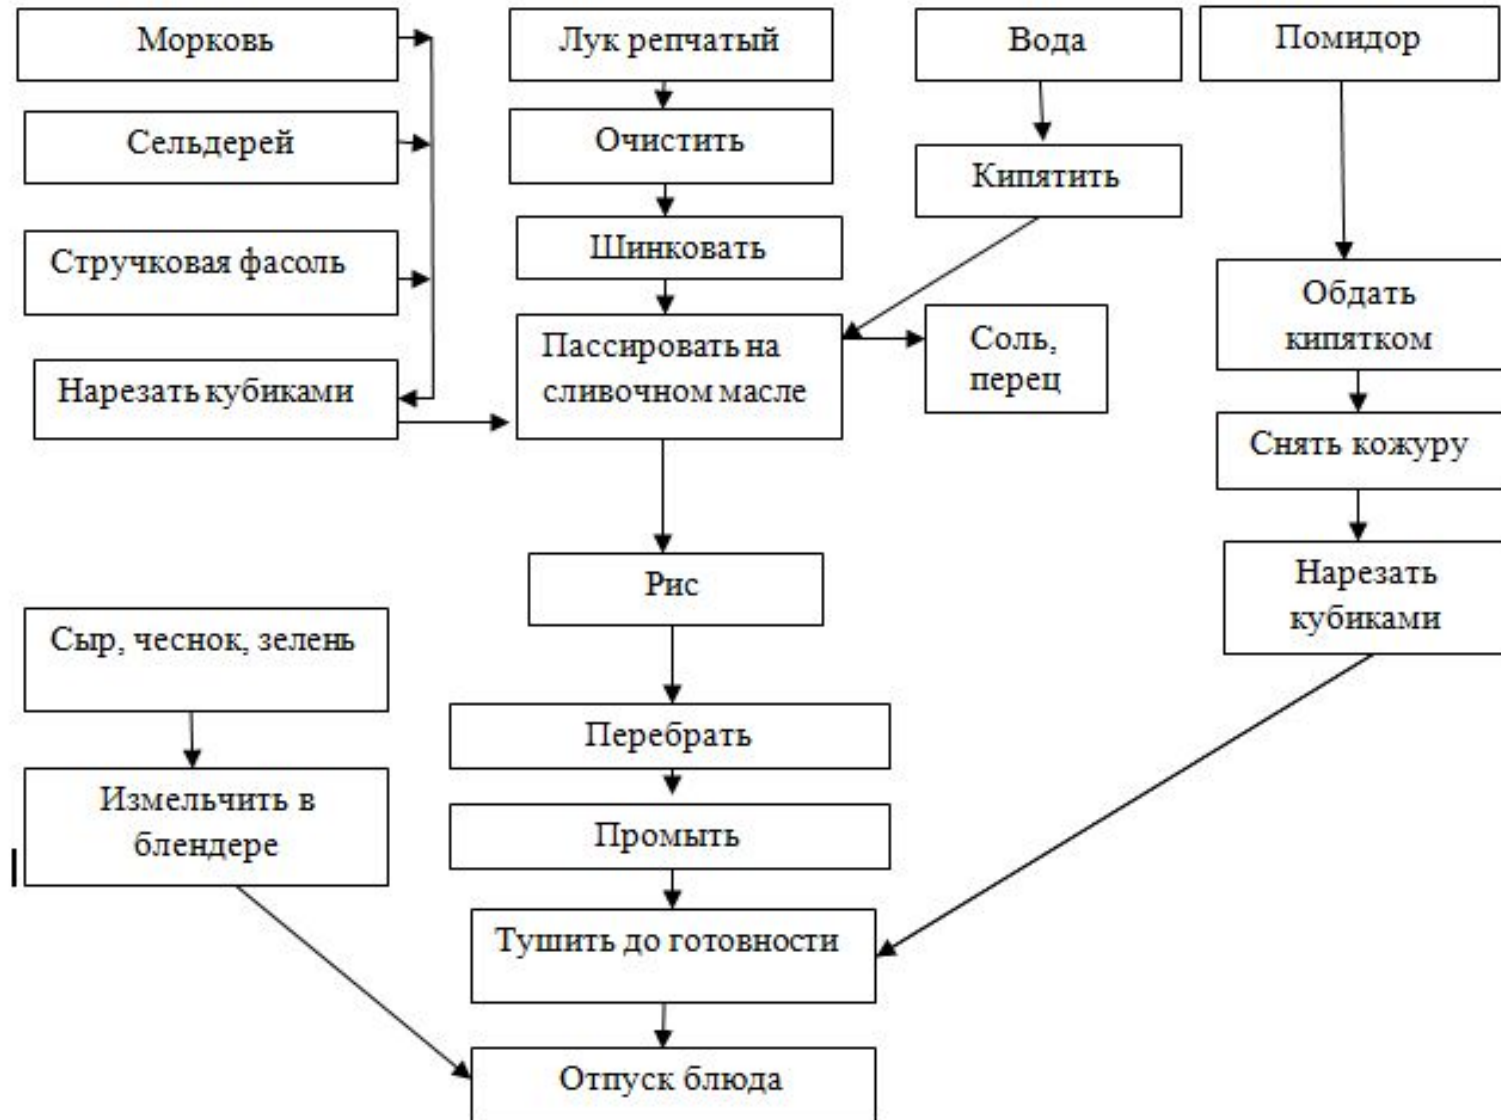 Морковь
Лук репчатый
Вода
Помидор
Сельдерей
Очистить
Кипятить
Стручковая фасоль
Шинковать
Обдать
кипятком
Нарезать кубиками
Пассировать на
сливочном масле
Соль,
перец
Снять кожуру
Рис
Нарезать
кубиками
Сыр, чеснок, зелень
Перебрать
Измельчить в
блендере
Промыть
Тушить до готовности
Отпуск блюда